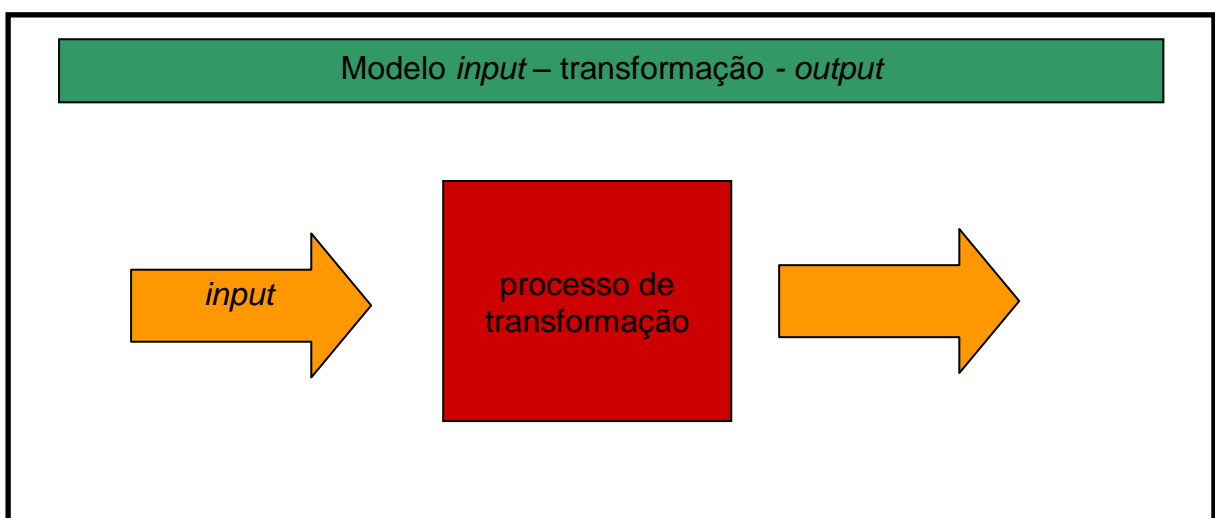 Modelo input – transformação - output
input
processo de
transformação